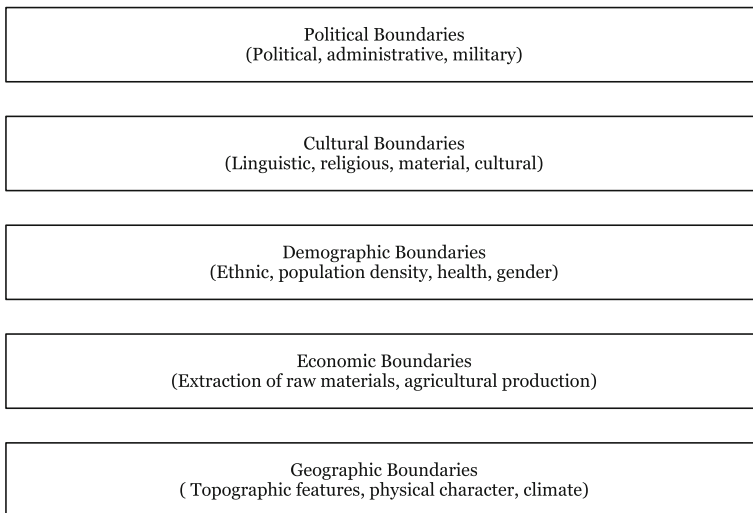 Political Boundaries
(Political, administrative, military)
Cultural Boundaries
(Linguistic, religious, material, cultural)
Demographic Boundaries
(Ethnic, population density, health, gender)
Economic Boundaries
(Extraction of raw materials, agricultural production)
Geographic Boundaries
( Topographic features, physical character, climate)